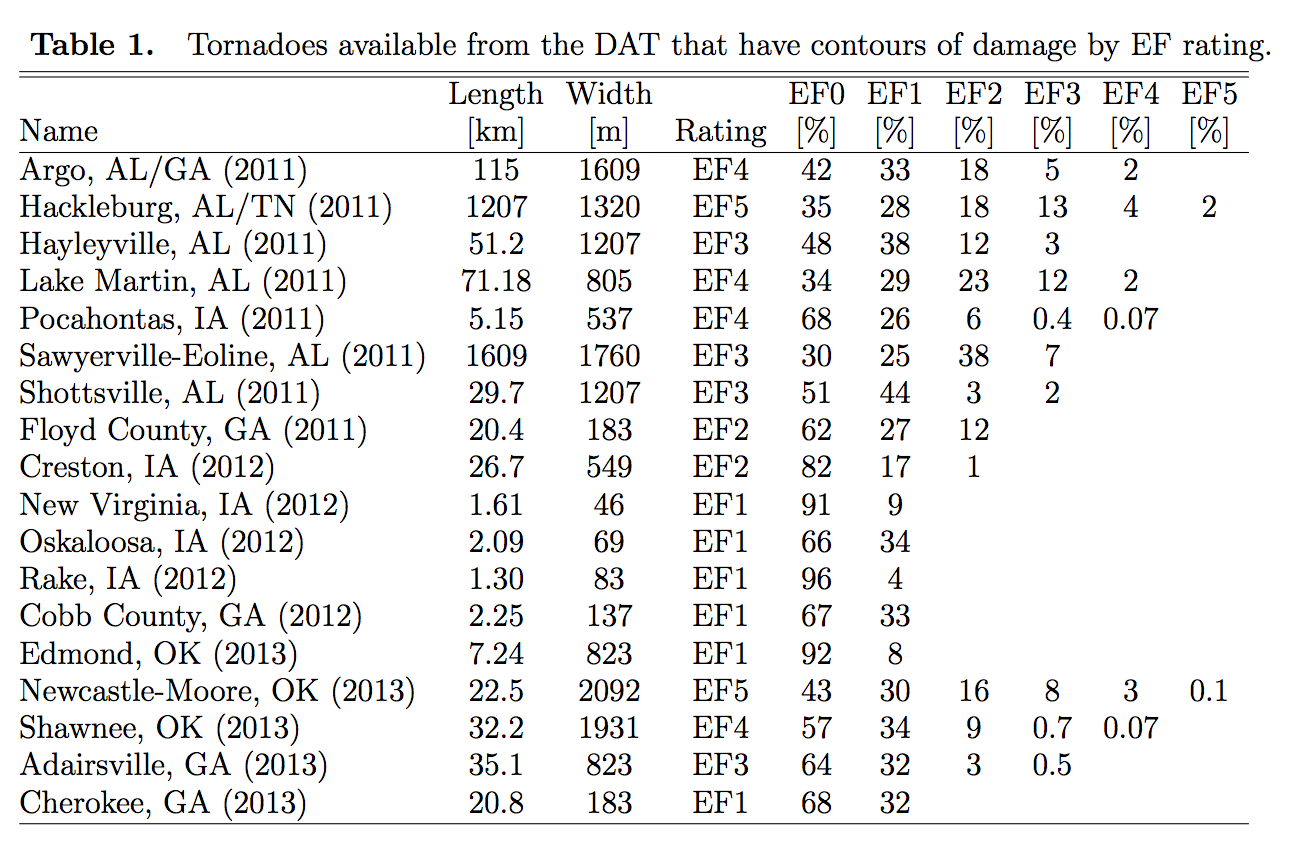 Table 1. Tornadoes available from the DAT that have contours of damage by EF rating.
Length Width EF0 EF1 EF2 EF3 EF4 EF5
Name [km] [m] Rating [%] [%] [%] [%] [%] [%]
Argo, AL/GA (2011) 115 1609 EF4 42 33 18 5 2
Hackleburg, AL/TN (2011) 1207 1320 EF5 35 28 18 13 4 2
Hayleyville, AL (2011) 51.2 1207 EF3 48 38 12 3
Lake Martin, AL (2011) 71.18 805 EF4 34 29 23 12 2
Pocahontas, IA (2011) 5.15 537 EF4 68 26 6 0.4 0.07
Sawyerville-Eoline, AL (2011) 1609 1760 EF3 30 25 38 7
Shottsville, AL (2011) 29.7 1207 EF3 51 44 3 2
Floyd County, GA (2011) 20.4 183 EF2 62 27 12
Creston, IA (2012) 26.7 549 EF2 82 17 1
New Virginia, IA (2012) 1.61 46 EF1 91 9
Oskaloosa, IA (2012) 2.09 69 EF1 66 34
Rake, IA (2012) 1.30 83 EF1 96 4
Cobb County, GA (2012) 2.25 137 EF1 67 33
Edmond, OK (2013) 7.24 823 EF1 92 8
Newcastle-Moore, OK (2013) 22.5 2092 EF5 43 30 16 8 3 0.1
Shawnee, OK (2013) 32.2 1931 EF4 57 34 9 0.7 0.07
Adairsville, GA (2013) 35.1 823 EF3 64 32 3 0.5
Cherokee, GA (2013) 20.8 183 EF1 68 32